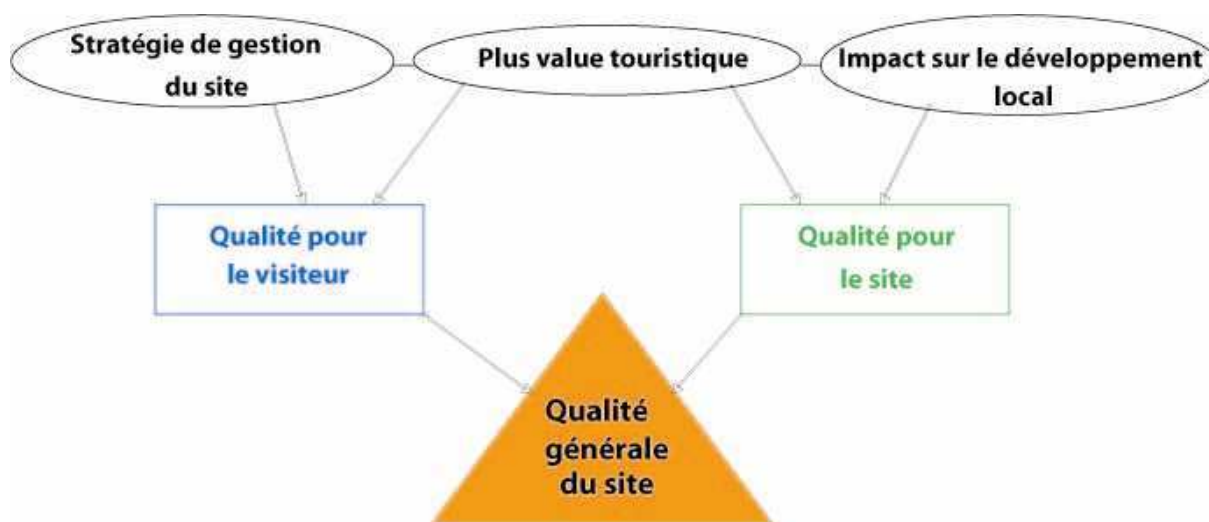 Stratégie de gestion
du site
Plus value touristique
Impact sur le développement
local
Qualité pour
le visiteur
Qualité pour
le site
Qualité
générale
du site